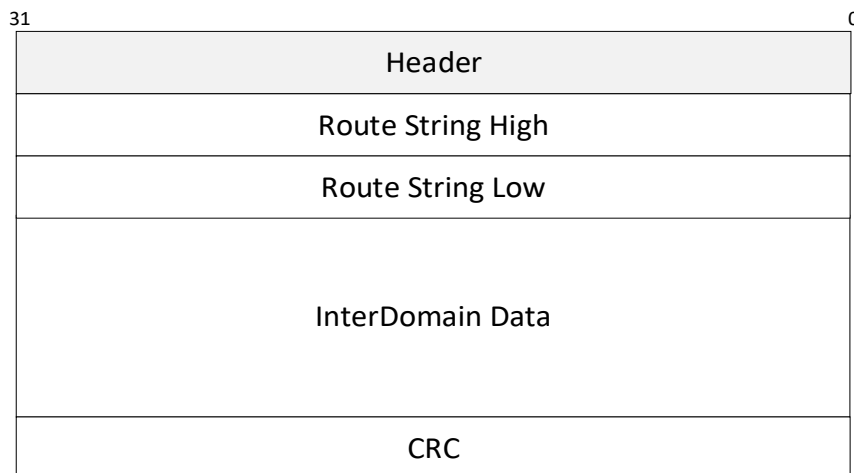 31 0
Header
Route String High
Route String Low
InterDomain Data
CRC